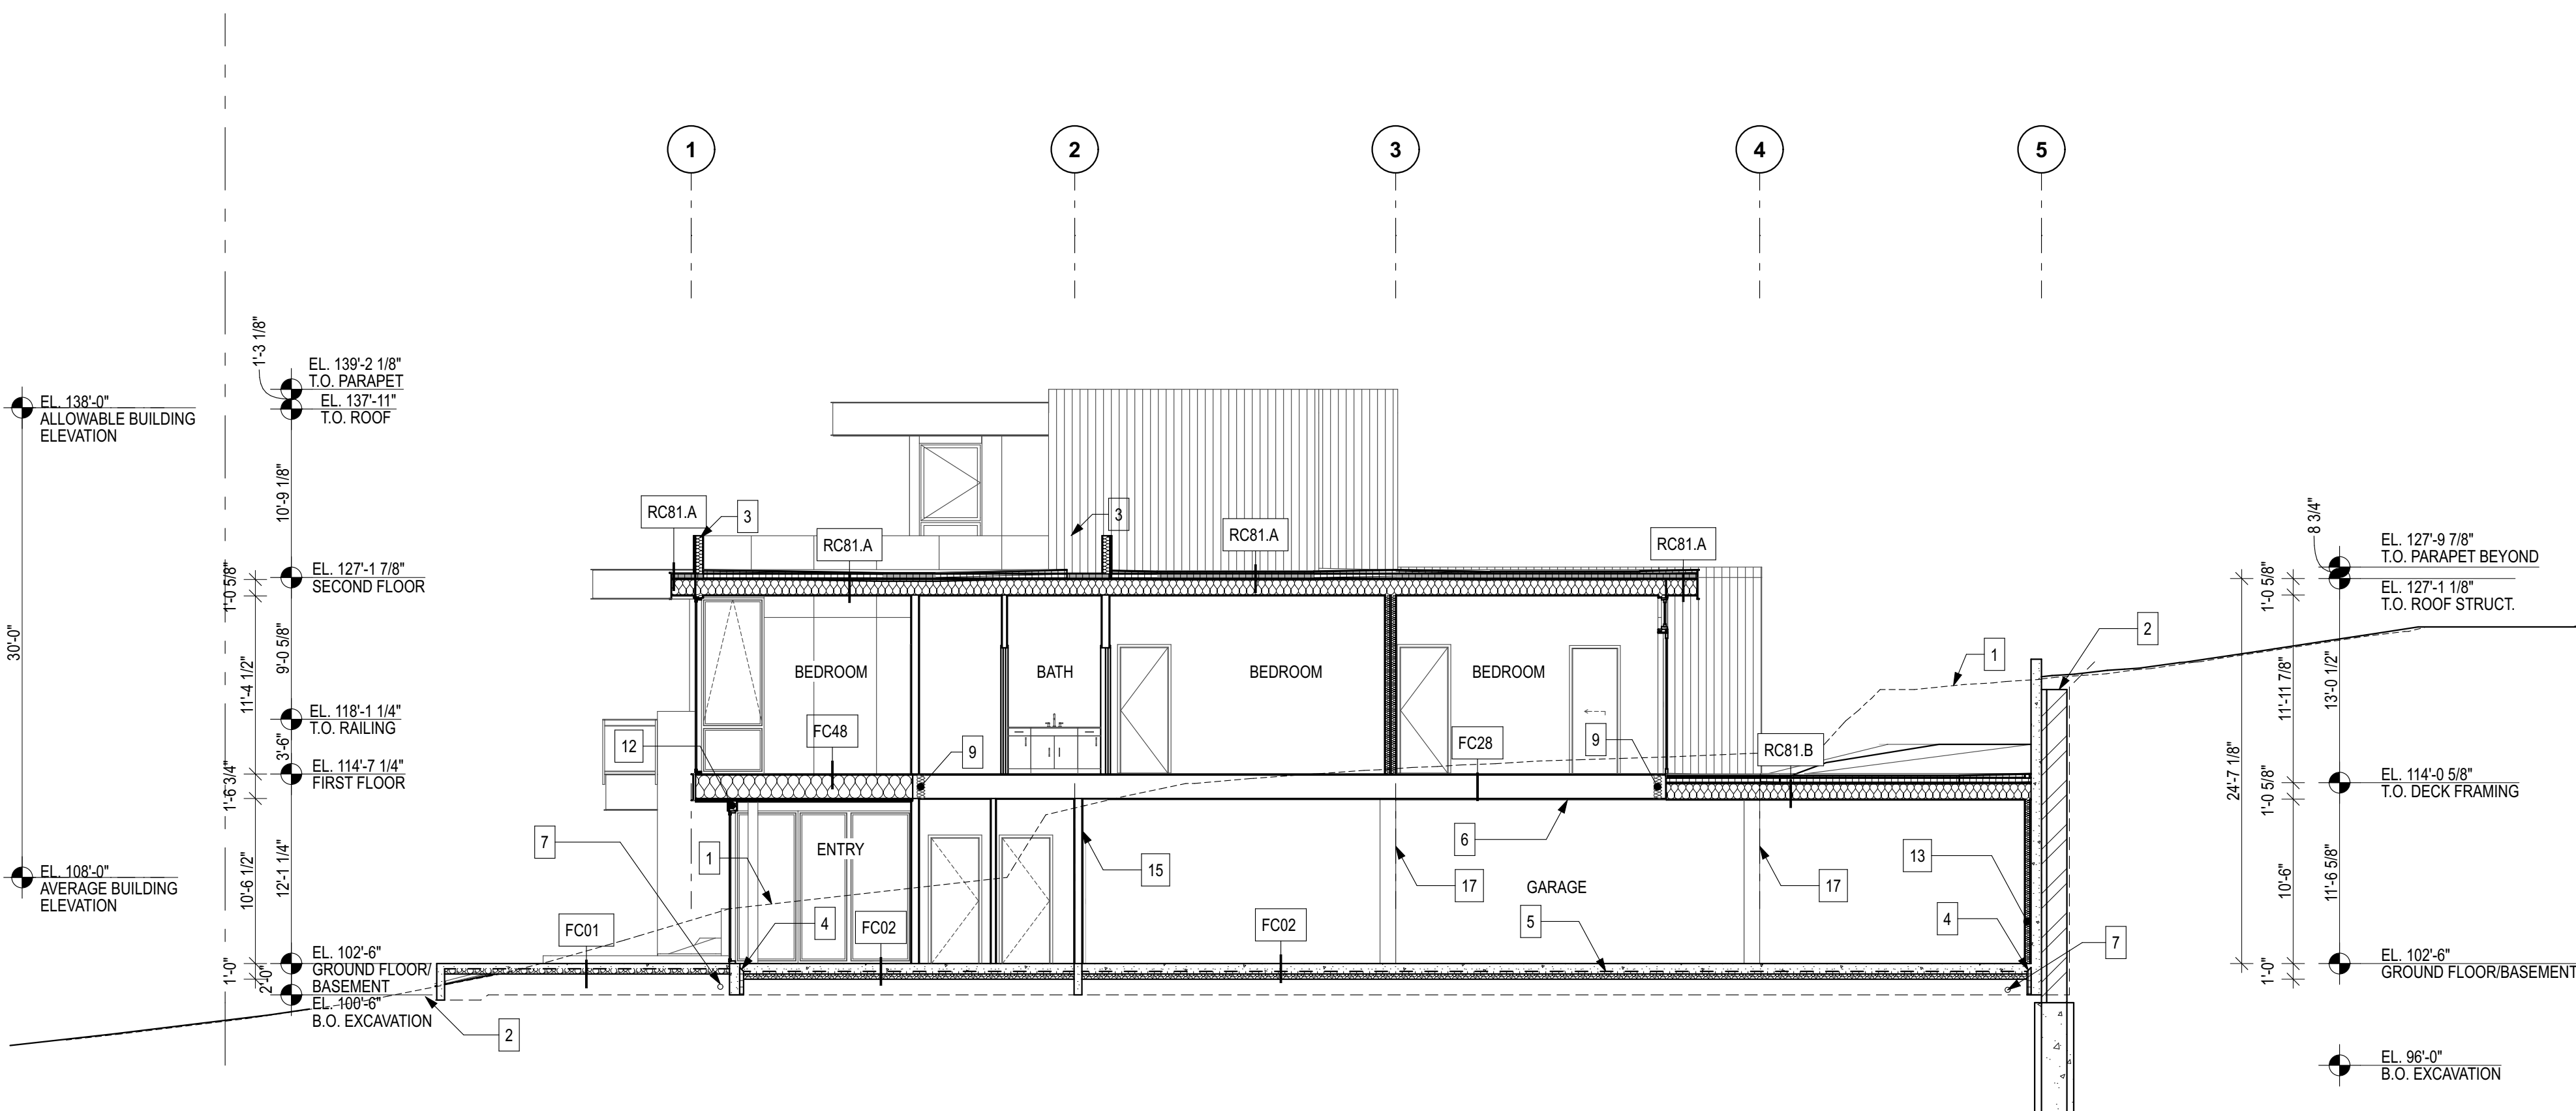 1
2
3
4
5
1'-3 1/8"
EL. 139'-2 1/8"
T.O. PARAPET
EL. 138'-0"
ALLOWABLE BUILDING
ELEVATION
EL. 137'-11"
T.O. ROOF
10'-9 1/8"
EL. 127'-1 7/8"
SECOND FLOOR
1'-0 5/8"
9'-0 5/8"
11'-4 1/2"
30'-0"
EL. 118'-1 1/4"
T.O. RAILING
3'-6"
EL. 114'-7 1/4"
FIRST FLOOR
1'-6 3/4"
10'-6 1/2"
12'-1 1/4"
EL. 108'-0"
AVERAGE BUILDING
ELEVATION
EL. 102'-6"
GROUND FLOOR/
BASEMENT
1'-0"
2'-0"
EL. 100'-6"
B.O. EXCAVATION
RC81.A
3
RC81.A
3
RC81.A
RC81.A
BEDROOM
BATH
BEDROOM
BEDROOM
1
2
12
FC48
9
FC28
9
RC81.B
7
1
ENTRY
15
6
17
GARAGE
17
13
FC01
4
FC02
FC02
5
4
7
2
8 3/4"
EL. 127'-9 7/8"
T.O. PARAPET BEYOND
1'-0 5/8"
EL. 127'-1 1/8"
T.O. ROOF STRUCT.
11'-11 7/8"
13'-0 1/2"
24'-7 1/8"
EL. 114'-0 5/8"
T.O. DECK FRAMING
1'-0 5/8"
10'-6"
11'-6 5/8"
EL. 102'-6"
GROUND FLOOR/BASEMENT
1'-0"
EL. 96'-0"
B.O. EXCAVATION